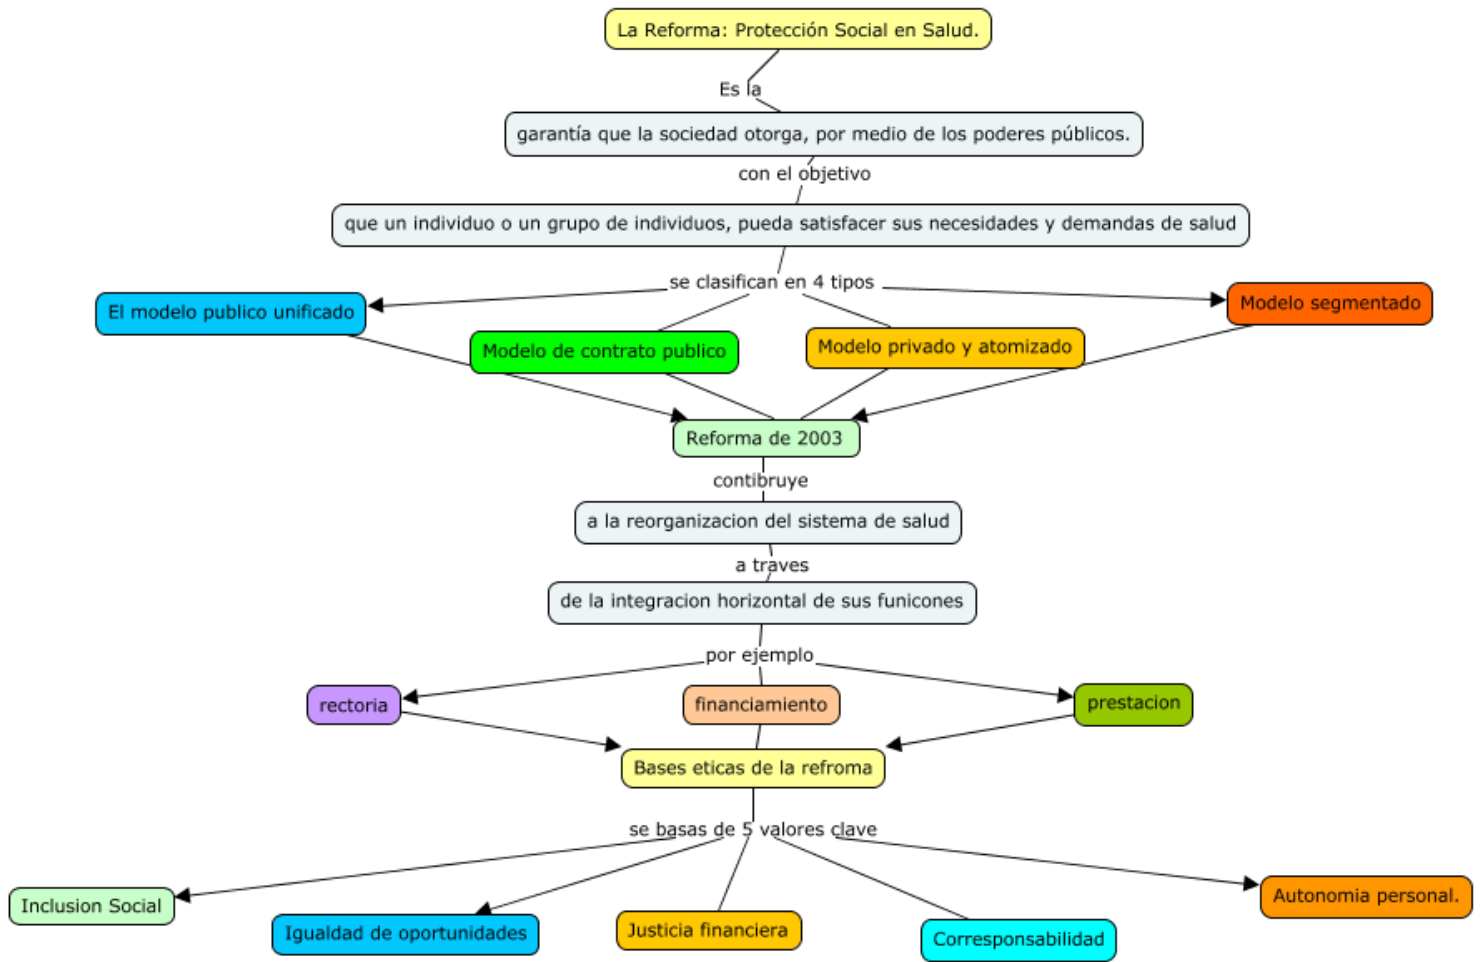 La Reforma: Protección Social en Salud.
Es la
garantía que la sociedad otorga, por medio de los poderes públicos.
con el objetivo
que un individuo o un grupo de individuos, pueda satisfacer sus necesidades y demandas de salud
se clasifican en 4 tipos
El modelo publico unificado
Modelo de contrato publico
Modelo privado y atomizado
Modelo segmentado
Reforma de 2003
contibruye
a la reorganizacion del sistema de salud
a traves
de la integracion horizontal de sus funicones
por ejemplo
rectoria
financiamiento
prestacion
Bases eticas de la refroma
se basas de 5 valores clave
Inclusion Social
Igualdad de oportunidades
Justicia financiera
Corresponsabilidad
Autonomia personal.